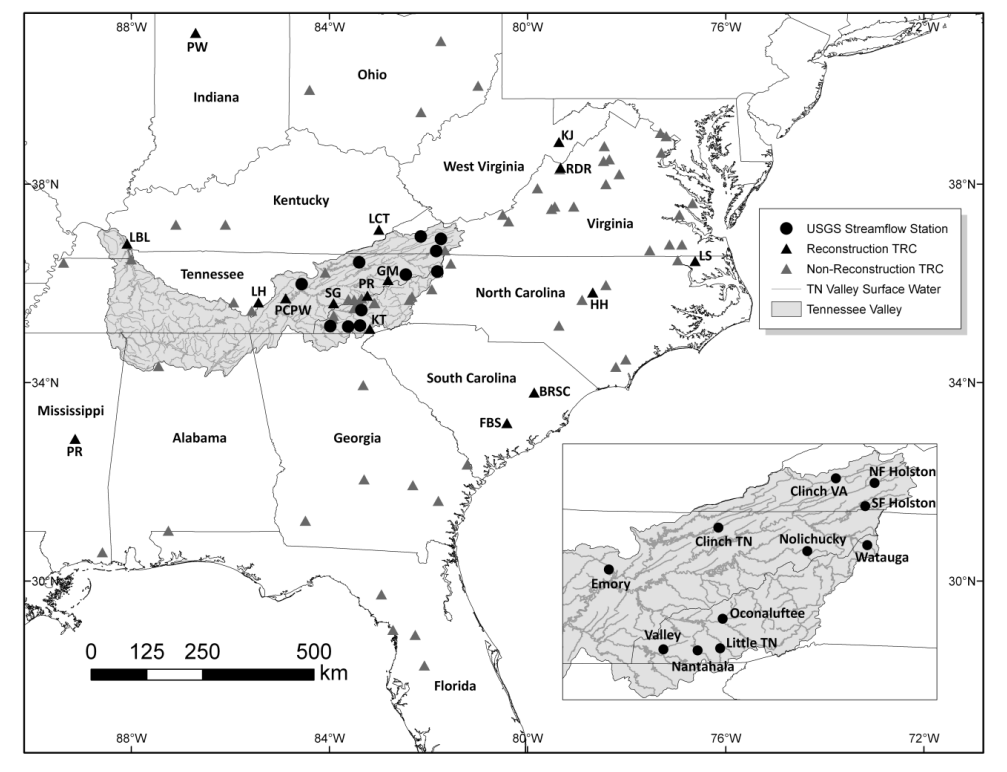 88°W 84°W 80°W 76°W 72°W
PW
Ohio
Indiana
KJ
West Virginia
RDR
38°N 38°N
Kentucky
LCT
Virginia
USGS Streamflow Station
LBL
Reconstruction TRC
LS
GM
Non-Reconstruction TRC
Tennessee
PR
North Carolina
TN Valley Surface Water
LH
SG
HH
PCPW
Tennessee Valley
KT
34°N 34°N
South Carolina
BRSC
Mississippi
FBS
Alabama
Georgia
PR
NF Holston
Clinch VA
SF Holston
Clinch TN
Nolichucky
Watauga
30°N 30°N
Emory
Oconaluftee
Valley
Little TN
0 125 250 500
Nantahala
km
Florida
88°W 84°W 80°W 76°W 72°W